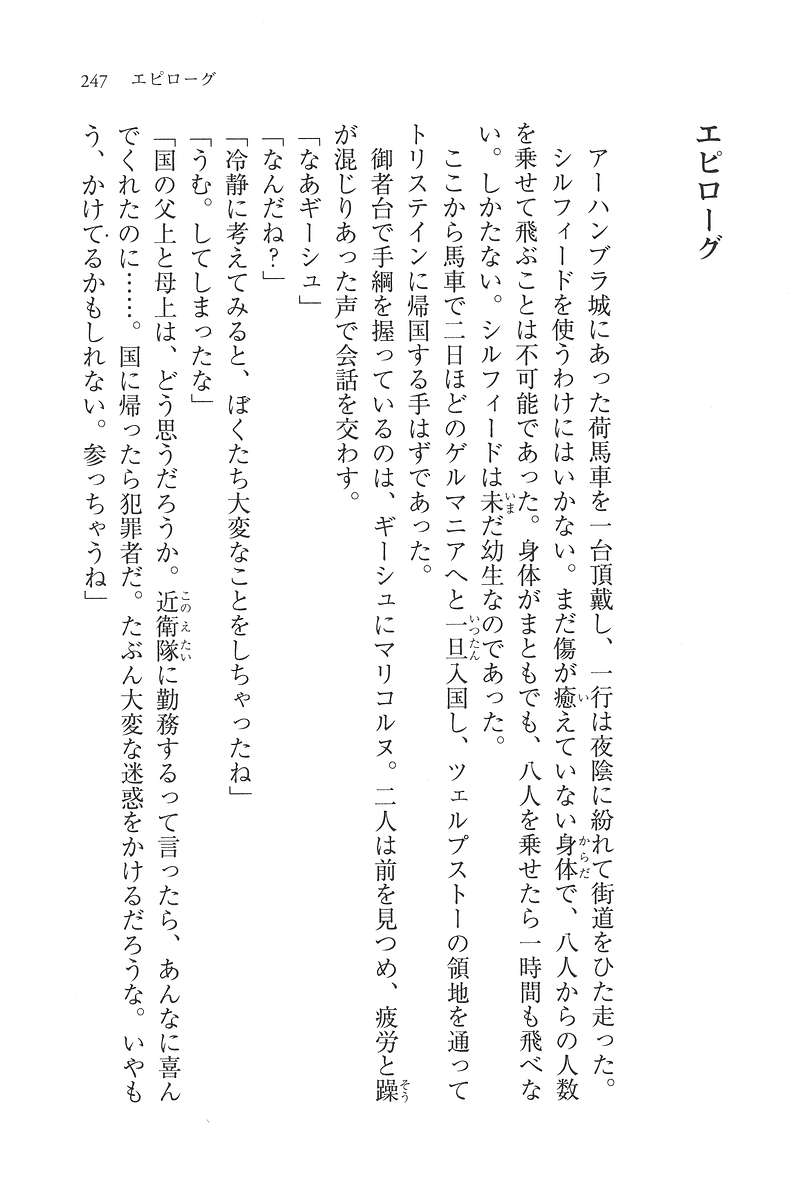 247 エピローグ
エピローグ
アーハンブラ城にあった荷馬車を一台頂戴し、一行は夜陰に紛れて街道をひた走った。
シルフィードを使うわけにはいかない。まだ傷が癒えていない身体で、八人からの人数
を乗せて飛ぶことは不可能であった。身体がまともでも、八人を乗せたら一時間も飛べな
い。しかたない。シルフィードは未だ幼生なのであった。
ここから馬車で二日ほどのゲルマニアへと一旦入国し、ツェルプストーの領地を通って
トリステインに帰国する手はずであった。
御者台で手綱を握っているのは、ギーシュにマリコルヌ。二人は前を見つめ、疲労と躁
が混じりあった声で会話を交わす。
「なあギーシュ」
「なんだね?」
「冷静に考えてみると、ぼくたち大変なことをしちゃったね」
「うむ。してしまったな」
「国の父上と母上は、どう思うだろうか。近衛隊に勤務するって言ったら、あんなに喜ん
でくれたのに……。国に帰ったら犯罪者だ。たぶん大変な迷惑をかけるだろうな。いやも
う、かけてるかもしれない。参っちゃうね」